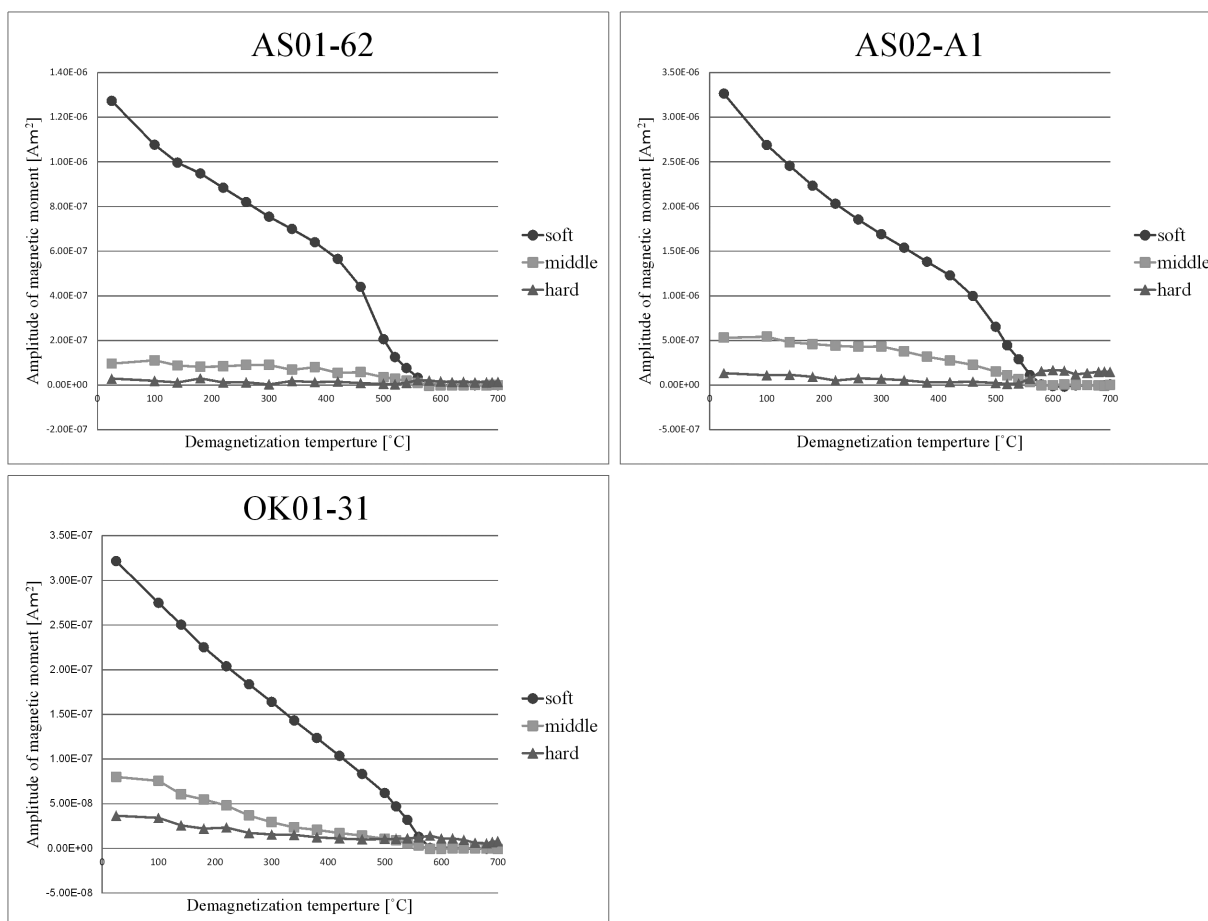 AS01-62
Amplitude of magnetic moment [Am²]
1.40E-06
1.20E-06
1.00E-06
8.00E-07
6.00E-07
4.00E-07
2.00E-07
0.00E+00
-2.00E-07
0 100 200 300 400 500 600 700
Demagnetization temperture [˚C]
soft
middle
hard
AS02-A1
Amplitude of magnetic moment [Am²]
3.50E-06
3.00E-06
2.50E-06
2.00E-06
1.50E-06
1.00E-06
5.00E-07
0.00E+00
-5.00E-07
0 100 200 300 400 500 600 700
Demagnetization temperture [˚C]
soft
middle
hard
OK01-31
Amplitude of magnetic moment [Am²]
3.50E-07
3.00E-07
2.50E-07
2.00E-07
1.50E-07
1.00E-07
5.00E-08
0.00E+00
-5.00E-08
0 100 200 300 400 500 600 700
Demagnetization temperture [˚C]
soft
middle
hard